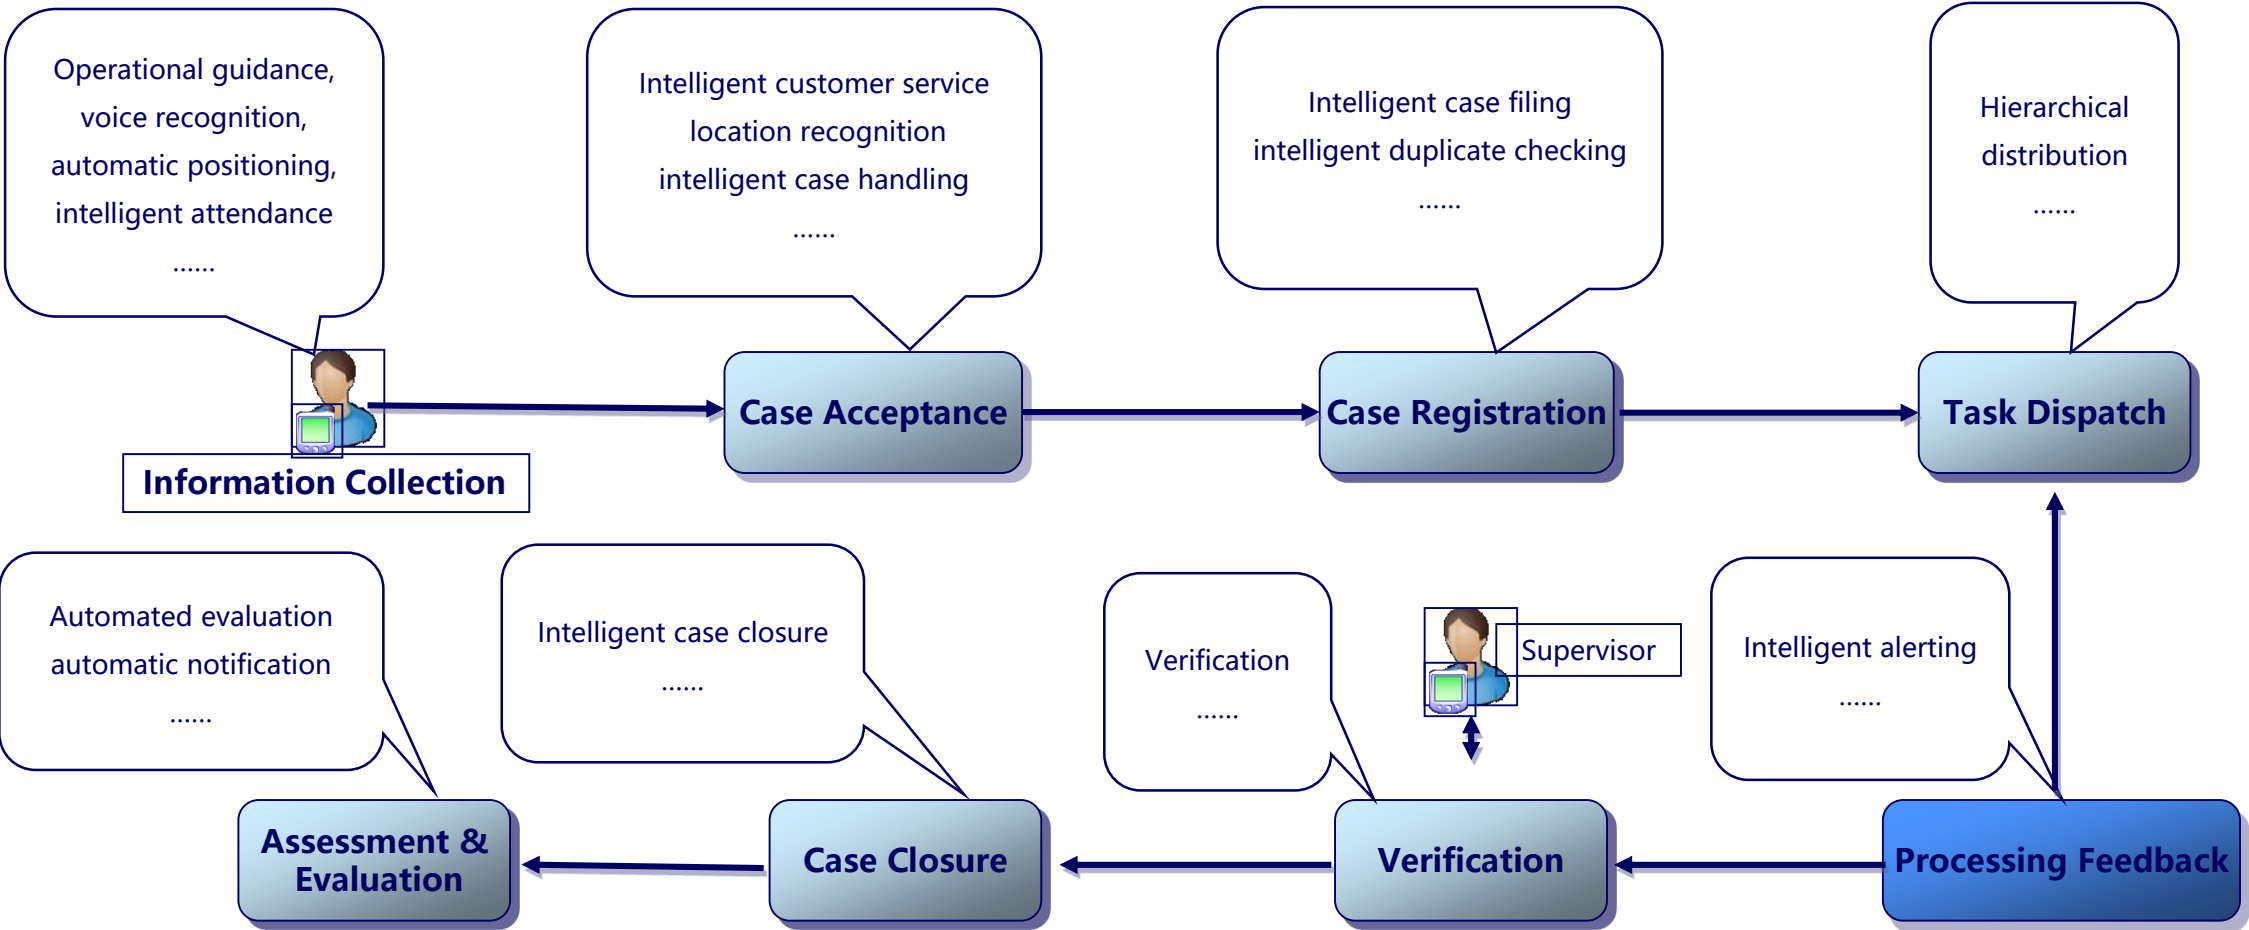 Operational guidance,
voice recognition,
automatic positioning,
intelligent attendance
......
Intelligent customer service
location recognition
intelligent case handling
......
Intelligent case filing
intelligent duplicate checking
......
Hierarchical
distribution
......
Information Collection
Case Acceptance
Case Registration
Task Dispatch
Automated evaluation
automatic notification
......
Intelligent case closure
......
Verification
......
Supervisor
Intelligent alerting
......
Assessment &
Evaluation
Case Closure
Verification
Processing Feedback